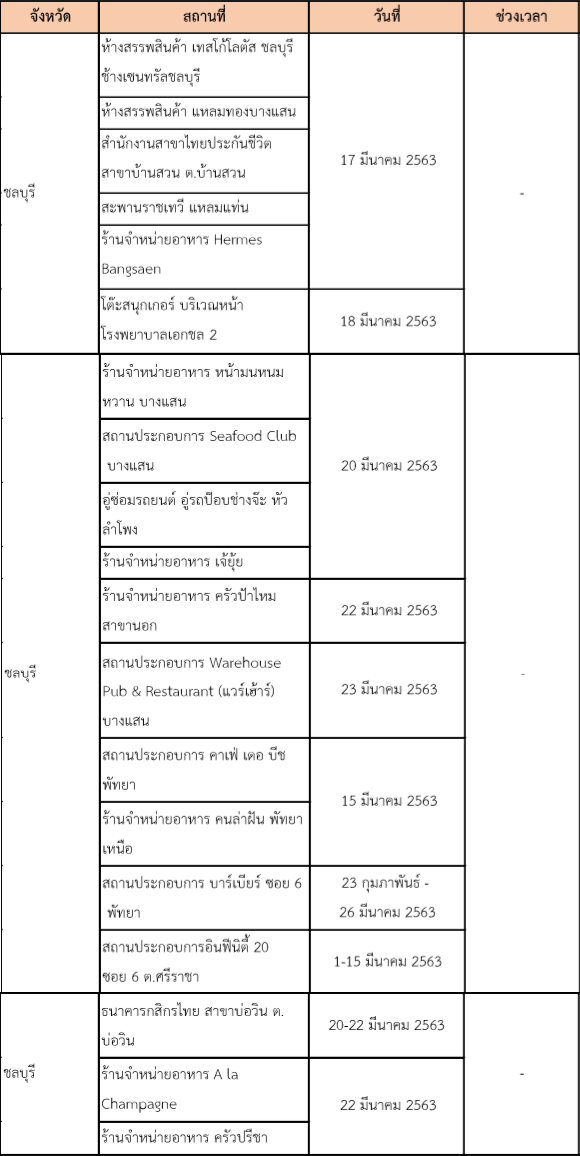 จังหวัด สถานที่ วันที่ ช่วงเวลา
ห้างสรรพสินค้า เทสโก้โลตัส ชลบุรี
ข้างเซนทรัลชลบุรี
ห้างสรรพสินค้า แหลมทองบางแสน
สำนักงานสาขาไทยประกันชีวิต
สาขาบ้านสวน ต.บ้านสวน
17 มีนาคม 2563
ชลบุรี
-
สะพานราชเทวี แหลมแท่น
ร้านจำหน่ายอาหาร Hermes
Bangsaen
โต๊ะสนุกเกอร์ บริเวณหน้า
โรงพยาบาลเอกชล 2
18 มีนาคม 2563
ร้านจำหน่ายอาหาร หน้ามนหนม
หวาน บางแสน
สถานประกอบการ Seafood Club
บางแสน
20 มีนาคม 2563
อู่ซ่อมรถยนต์ อู่รถป๊อบช่างจ๊ะ หัว
ลำโพง
ร้านจำหน่ายอาหาร เจ้ยุ้ย
ร้านจำหน่ายอาหาร ครัวป้าไหม
สาขานอก
22 มีนาคม 2563
ชลบุรี
-
สถานประกอบการ Warehouse
Pub & Restaurant (แวร์เฮ้าร์)
บางแสน
23 มีนาคม 2563
สถานประกอบการ คาเฟ่ เดอ บีช
พัทยา
15 มีนาคม 2563
ร้านจำหน่ายอาหาร คนล่าฝัน พัทยา
เหนือ
สถานประกอบการ บาร์เบียร์ ซอย 6
พัทยา
23 กุมภาพันธ์ -
26 มีนาคม 2563
สถานประกอบการอินฟินิตี้ 20
ซอย 6 ต.ศรีราชา
1-15 มีนาคม 2563
ธนาคารกสิกรไทย สาขาบ่อวิน ต.
บ่อวิน
20-22 มีนาคม 2563
ชลบุรี
-
ร้านจำหน่ายอาหาร A la
Champagne
22 มีนาคม 2563
ร้านจำหน่ายอาหาร ครัวปรีชา